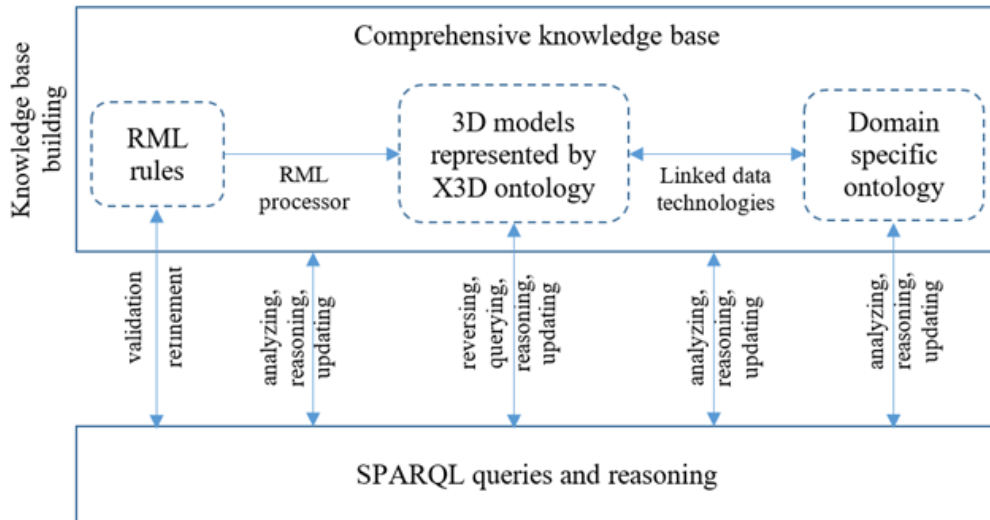 Comprehensive knowledge base
Knowledge base
building
RML
rules
RML
processor
3D models
represented by
X3D ontology
Linked data
technologies
Domain
specific
ontology
validation
refinement
analyzing,
reasoning,
updating
reversing,
querying,
reasoning,
updating
analyzing,
reasoning,
updating
analyzing,
reasoning,
updating
SPARQL queries and reasoning